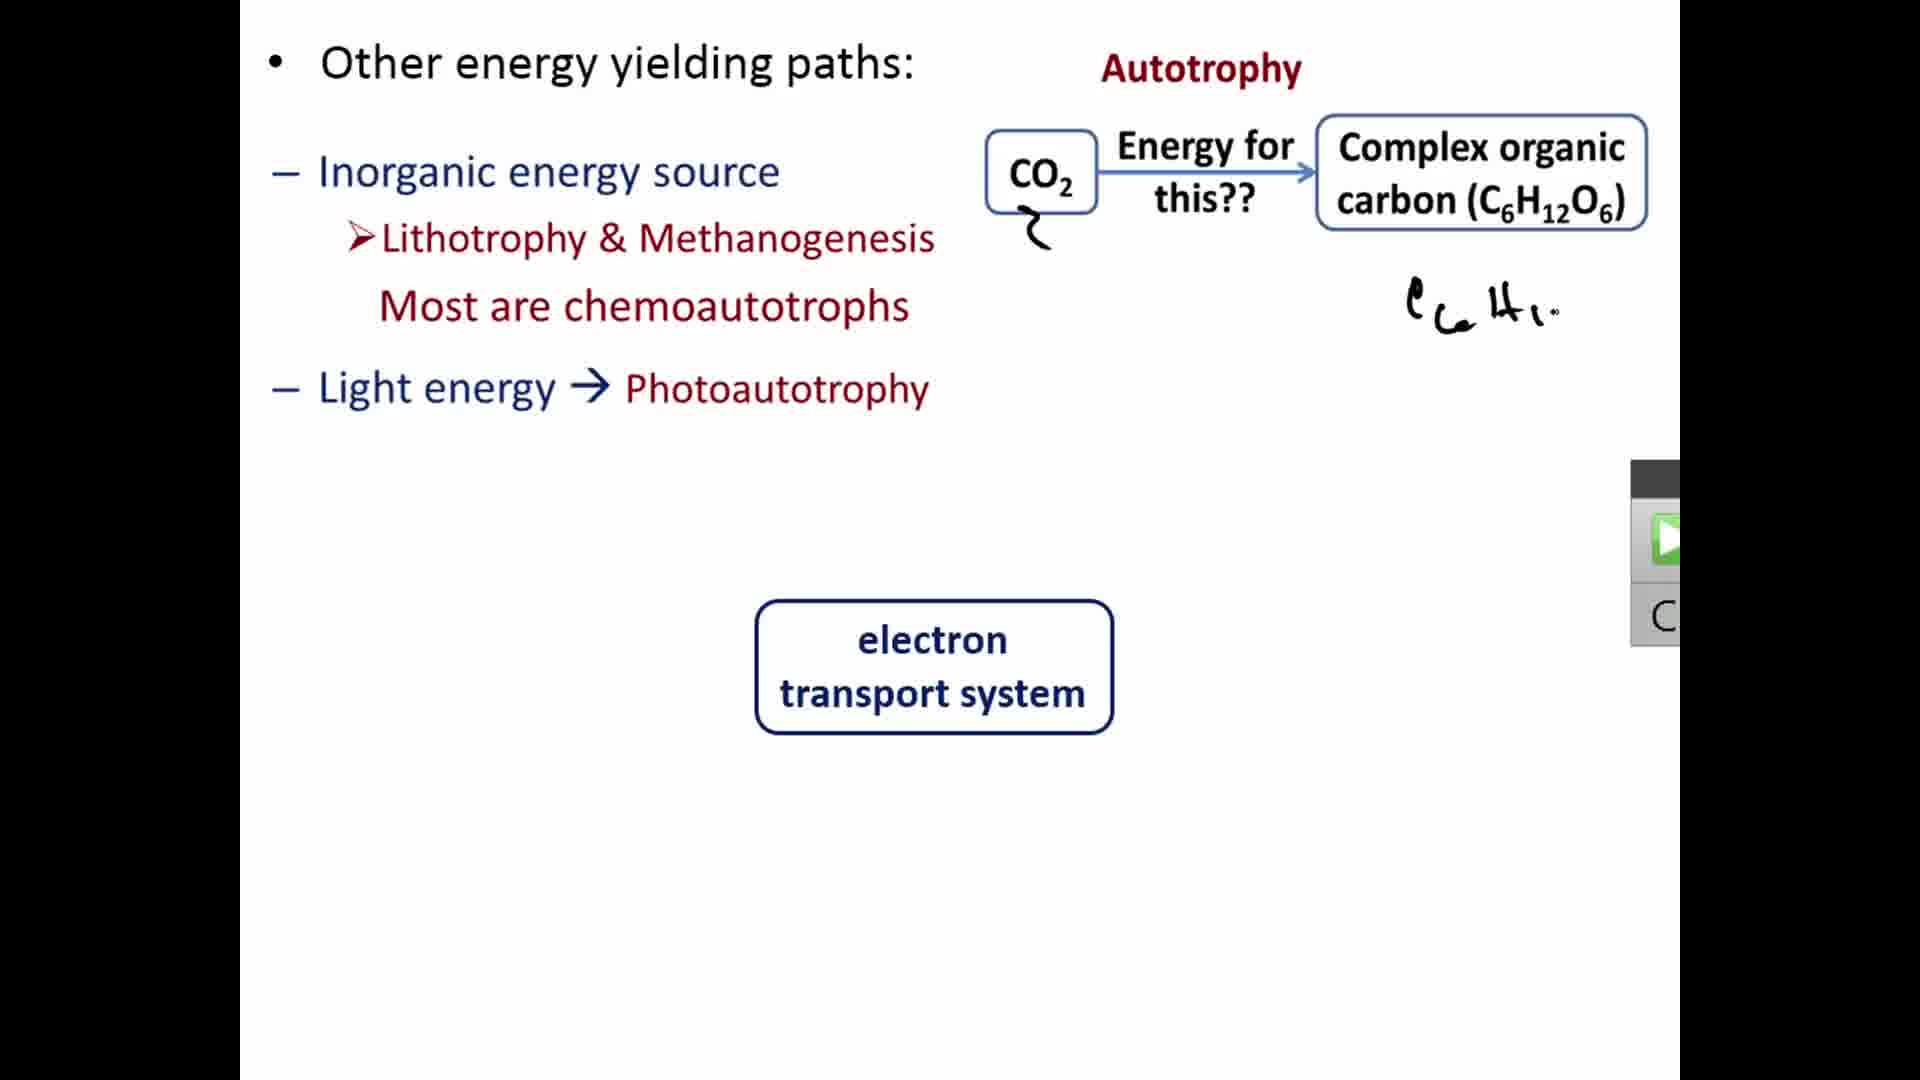 • Other energy yielding paths:
– Inorganic energy source
➢Lithotrophy & Methanogenesis
Most are chemoautotrophs
– Light energy → Photoautotrophy
Autotrophy
CO₂
Energy for
this??
Complex organic
carbon (C₆H₁₂O₆)
electron
transport system
C